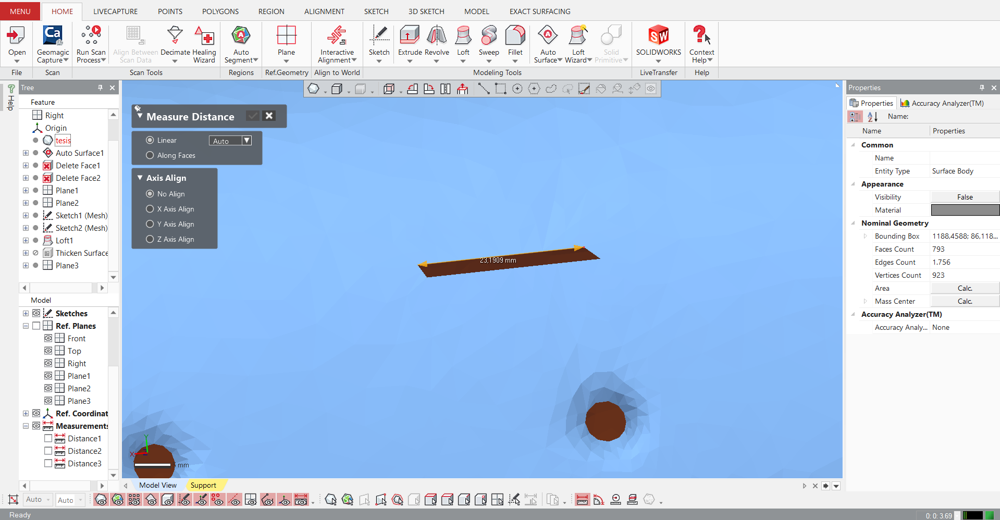 MENU HOME LIVECAPTURE POINTS POLYGONS REGION ALIGNMENT SKETCH 3D SKETCH MODEL EXACT SURFACING
Open
Geomagic Capture
Run Scan Process
Align Between Scan Data
Decimate
Healing Wizard
Auto Segment
Plane
Interactive Alignment
Sketch
Extrude
Revolve
Loft
Sweep
Fillet
Auto Surface
Loft Wizard
Solid Primitive
SOLIDWORKS
Context Help
File Scan Scan Tools Regions Ref.Geometry Align to World Modeling Tools LiveTransfer Help
Help
Tree
Feature
Right
Origin
tesis
Auto Surface1
Delete Face1
Delete Face2
Plane1
Plane2
Sketch1 (Mesh)
Sketch2 (Mesh)
Loft1
Thicken Surface
Plane3
Model
Sketches
Ref. Planes
Front
Top
Right
Plane1
Plane2
Plane3
Ref. Coordinat
Measurements
Distance1
Distance2
Distance3
Measure Distance
Linear Auto
Along Faces
Axis Align
No Align
X Axis Align
Y Axis Align
Z Axis Align
23,1909 mm
Y
X
mm
Model View Support
Properties
Properties Accuracy Analyzer(TM)
Name:
Name Properties
Common
Name
Entity Type Surface Body
Appearance
Visibility False
Material
Nominal Geometry
Bounding Box 1188,4588; 86,118...
Faces Count 793
Edges Count 1.756
Vertices Count 923
Area Calc.
Mass Center Calc.
Accuracy Analyzer(TM)
Accuracy Analy... None
Auto Auto
Ready
0: 0: 3.69